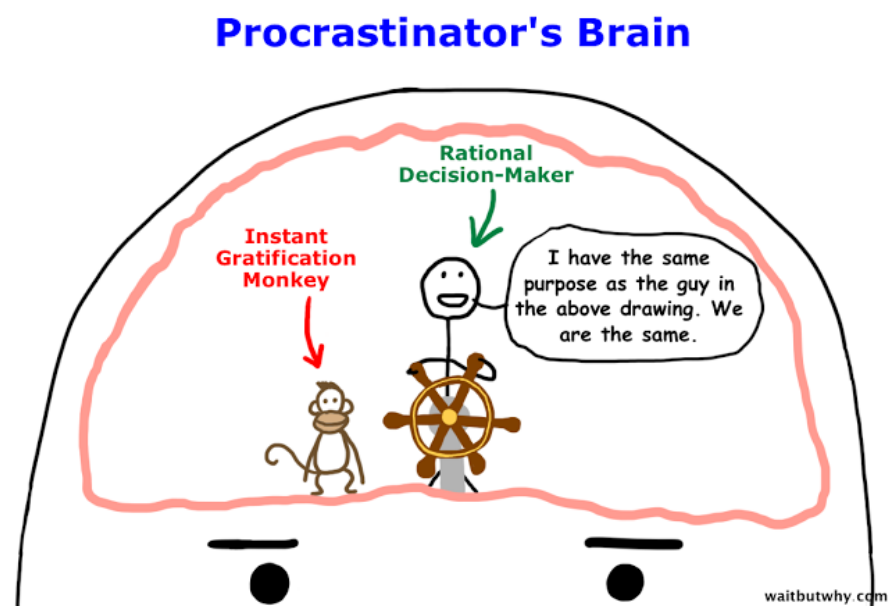 Procrastinator's Brain
Rational
Decision-Maker
Instant
Gratification
Monkey
I have the same
purpose as the guy in
the above drawing. We
are the same.
waitbutwhy.com